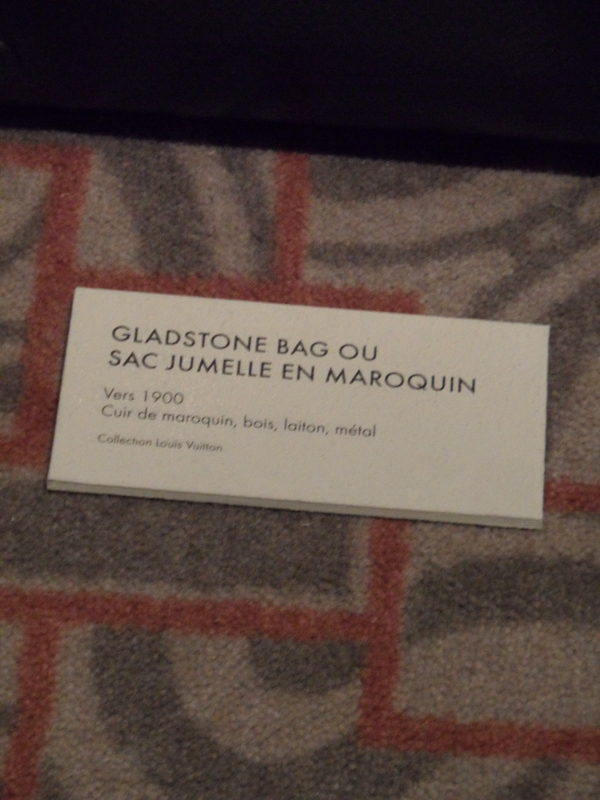 GLADSTONE BAG OU
SAC JUMELLE EN MAROQUIN
Vers 1900
Cuir de maroquin, bois, laiton, métal
Collection Louis Vuitton